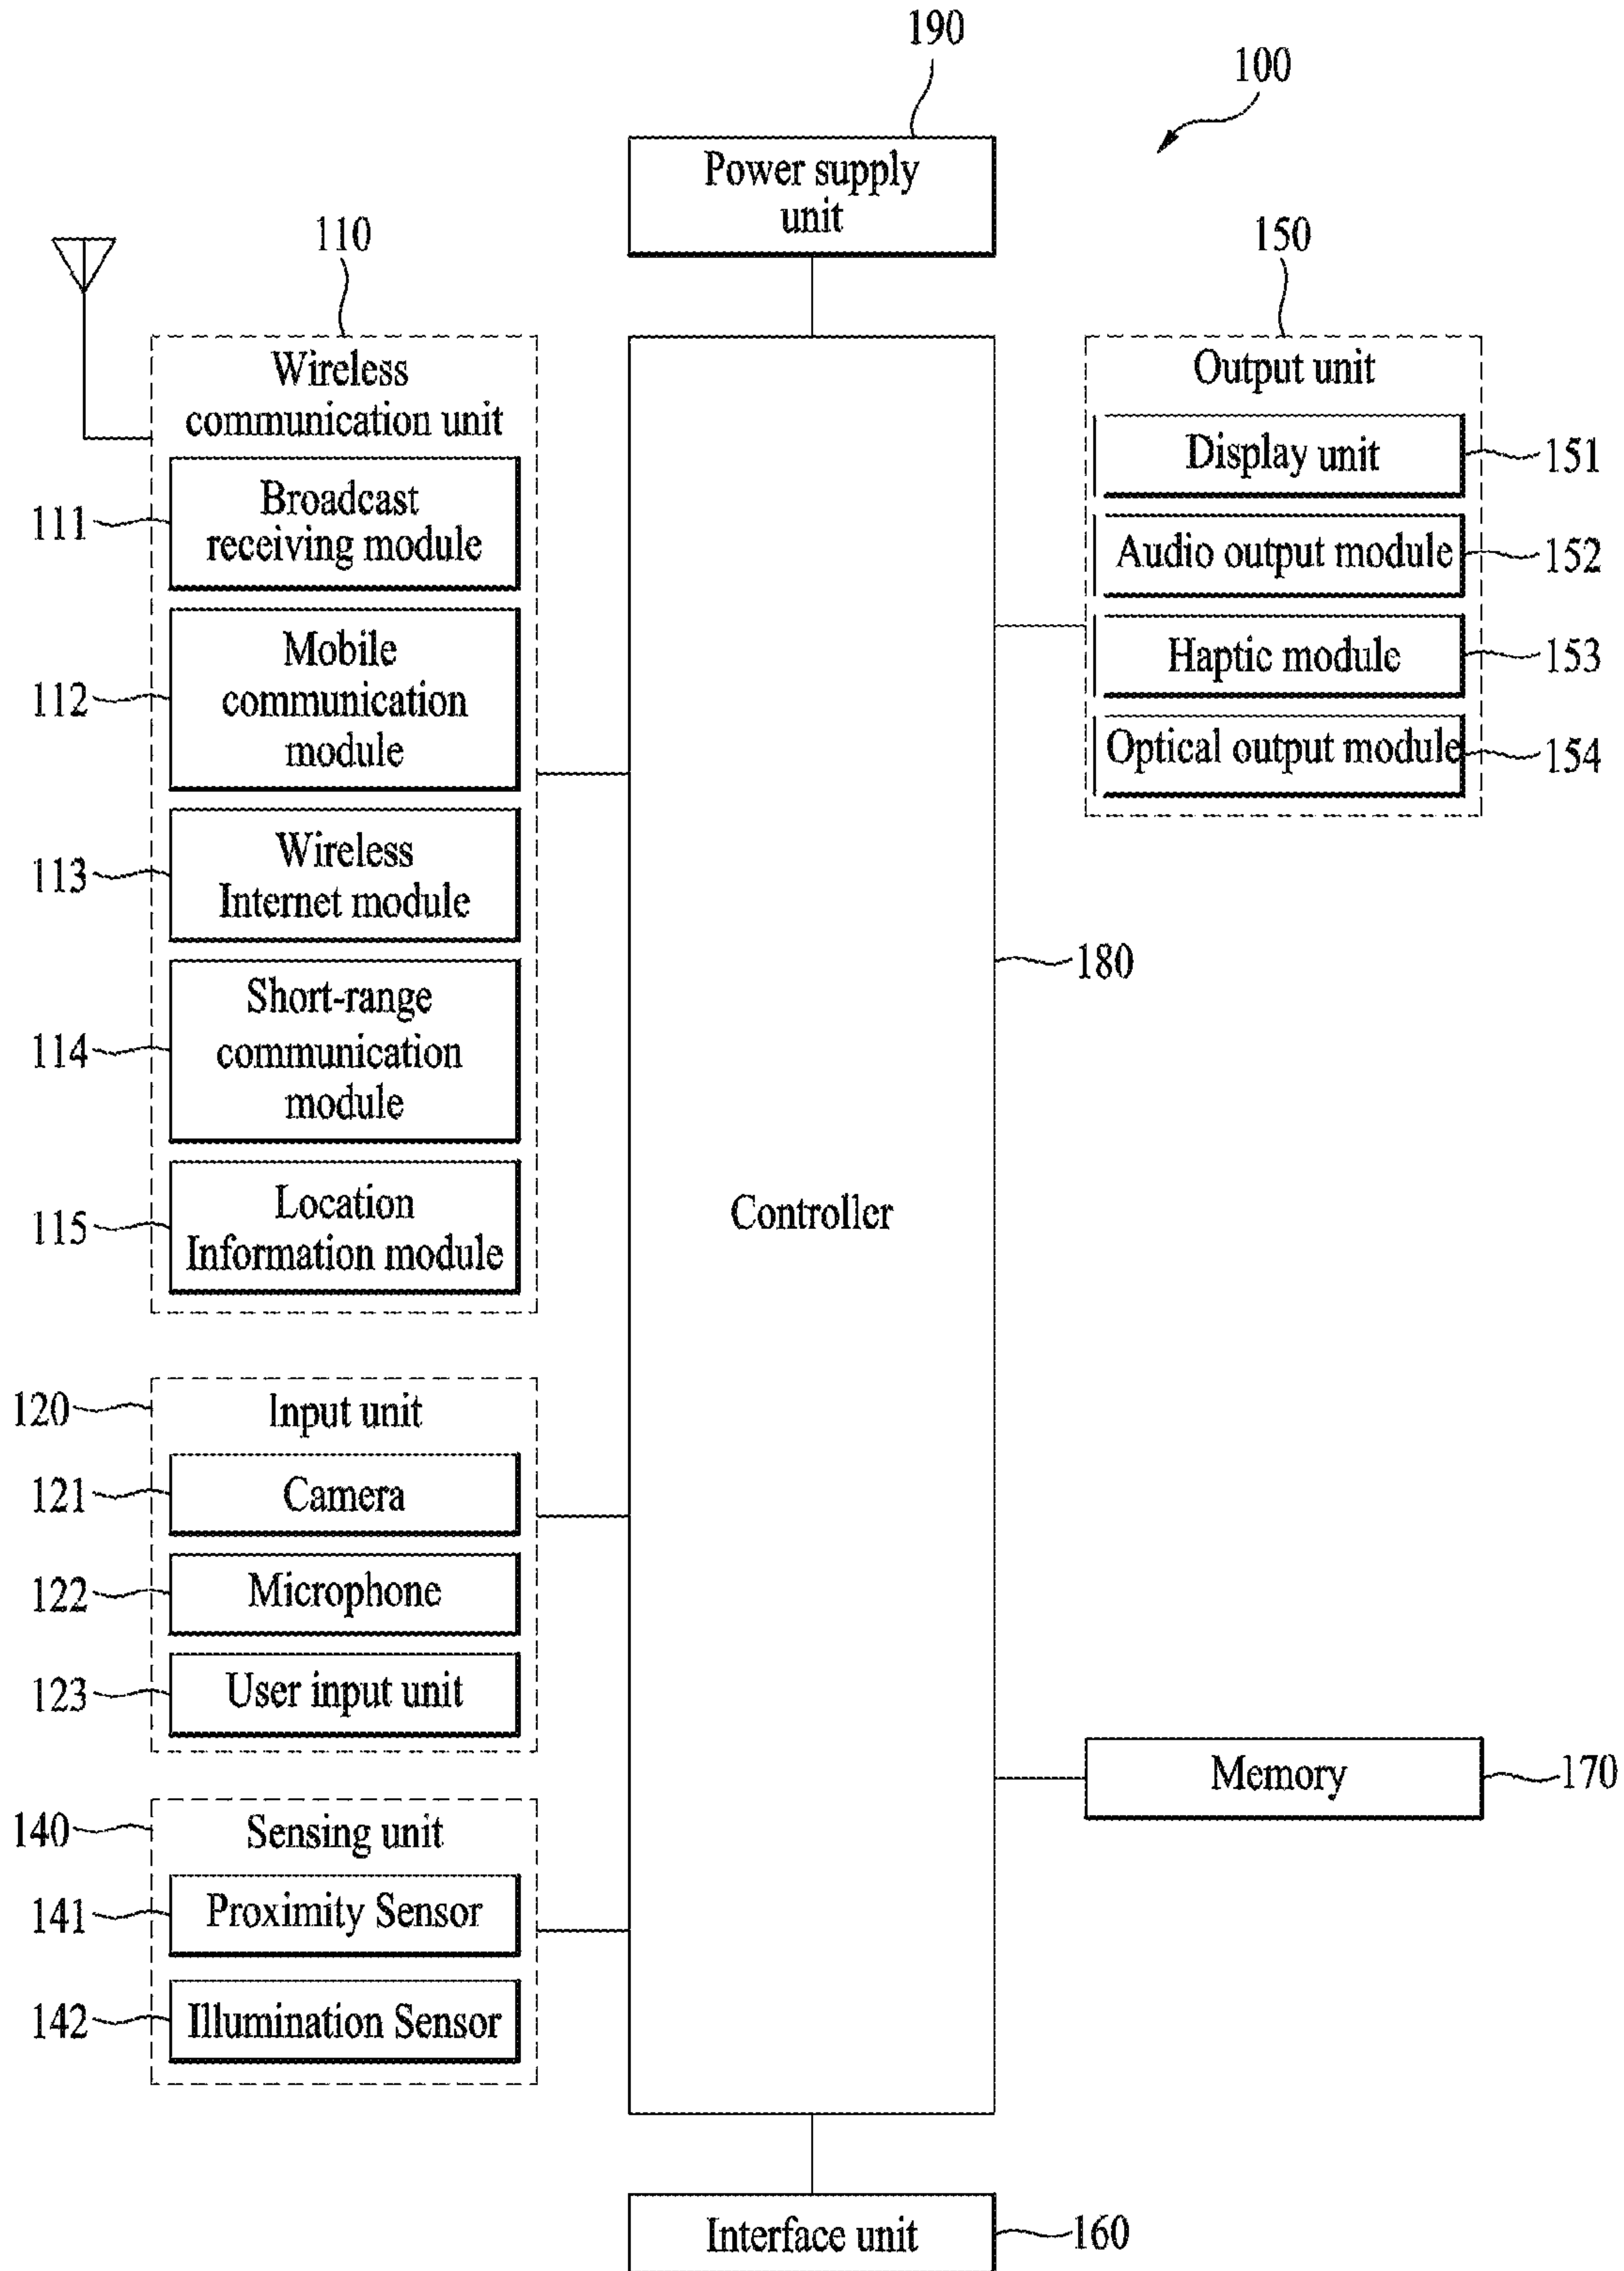 190
100
Power supply
unit
110
150
Wireless
communication unit
111
Broadcast
receiving module
112
Mobile
communication
module
113
Wireless
Internet module
114
Short-range
communication
module
115
Location
Information module
120
Input unit
121
Camera
122
Microphone
123
User input unit
140
Sensing unit
141
Proximity Sensor
142
Illumination Sensor
Controller
180
Output unit
Display unit
151
Audio output module
152
Haptic module
153
Optical output module
154
Memory
170
Interface unit
160